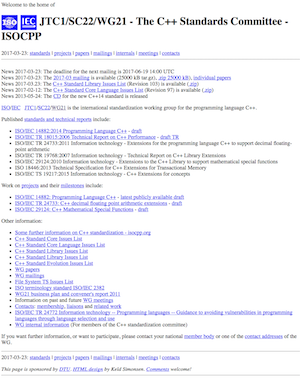 Welcome to the home of
ISO IEC JTC1/SC22/WG21 - The C++ Standards Committee -
ISOCPP
2017-03-23: standards | projects | papers | mailings | internals | meetings | contacts
News 2017-03-23: The deadline for the next mailing is 2017-06-19 14:00 UTC
News 2017-03-23: The 2017-03 mailing is available (25000 kB tar.gz), .zip 25000 kB), individual papers
News 2017-03-23: The C++ Standard Library Issues List (Revision 103) is available (.zip)
News 2017-02-12: The C++ Standard Core Language Issues List (Revision 97) is available (.zip)
News 2016-05-24: The CD for the new C++14 standard is released
ISO/IEC JTC1/SC22/WG21 is the international standardization working group for the programming language C++.
Published standards and technical reports include:
ISO/IEC 14882:2014 Programming Language C++ - draft
ISO/IEC TR 18015:2006 Technical Report on C++ Performance - draft TR
ISO/IEC TR 24733:2011 Information technology - Extensions for the programming language C++ to support decimal floating-
point arithmetic
ISO/IEC TR 19768:2007 Information technology - Technical Report on C++ Library Extensions
ISO/IEC 29124:2010 Information technology - Extensions to the C++ Library to support mathematical special functions
ISO 18446:2013 Technical Specification for C++ Extensions for Transactional Memory
ISO/IEC TS 19217:2015 Information technology - C++ Extensions for concepts
Work on projects and their milestones include:
ISO/IEC 14882: Programming Language C++ - latest publicly available draft
ISO/IEC TR 24733: C++ decimal floating point arithmetic extensions - draft
ISO/IEC 29124: C++ Mathematical Special Functions - draft
Other information:
Some further information on C++ standardization - isocpp.org
C++ Standard Core Issues List
C++ Standard Core Language Issues List
C++ Standard Library Issues List
C++ Standard Evolution Issues List
WG papers
WG mailings
File System TS Issues List
ISO terminology standard ISO/IEC 2382
WG21 business plan and convener's report 2011
Information on past and future WG meetings
Contacts: membership, liaisons and related work
ISO/IEC TR 24772 Information technology -- Programming languages -- Guidance to avoiding vulnerabilities in programming
languages through language selection and use
WG internal information (For members of the C++ standardization committee)
If you want further information, or want to participate, please contact your national member body or one of the contact addresses of the
WG.
2017-03-23: standards | projects | papers | mailings | internals | meetings | contacts
This page is sponsored by DTU. HTML design by Keld Simonsen. Comments welcome!